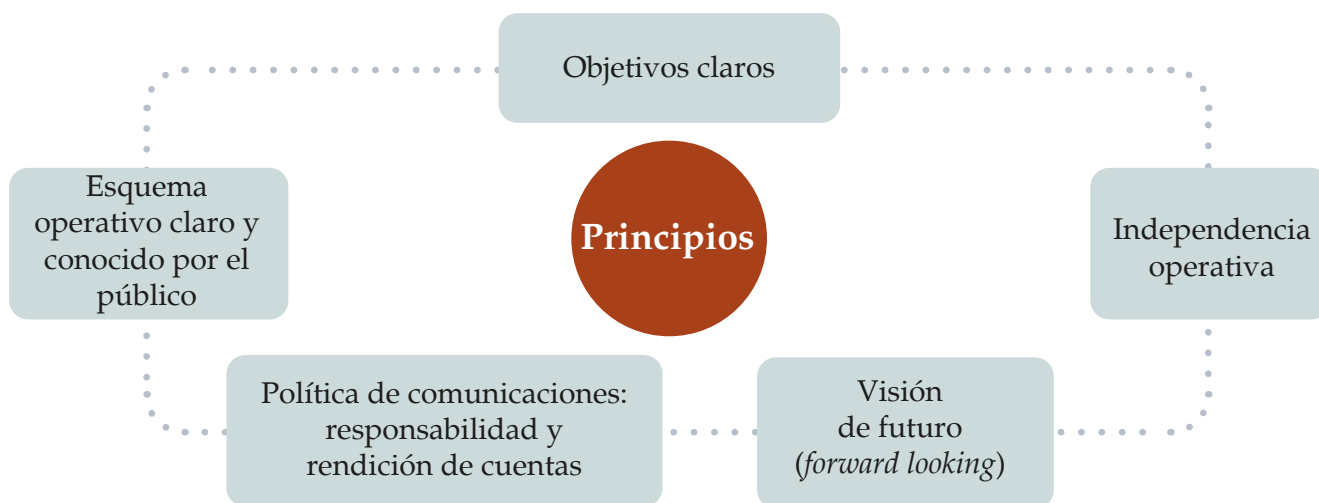 Objetivos claros
Esquema
operativo claro y
conocido por el
público
Principios
Independencia
operativa
Política de comunicaciones:
responsabilidad y
rendición de cuentas
Visión
de futuro
(forward looking)